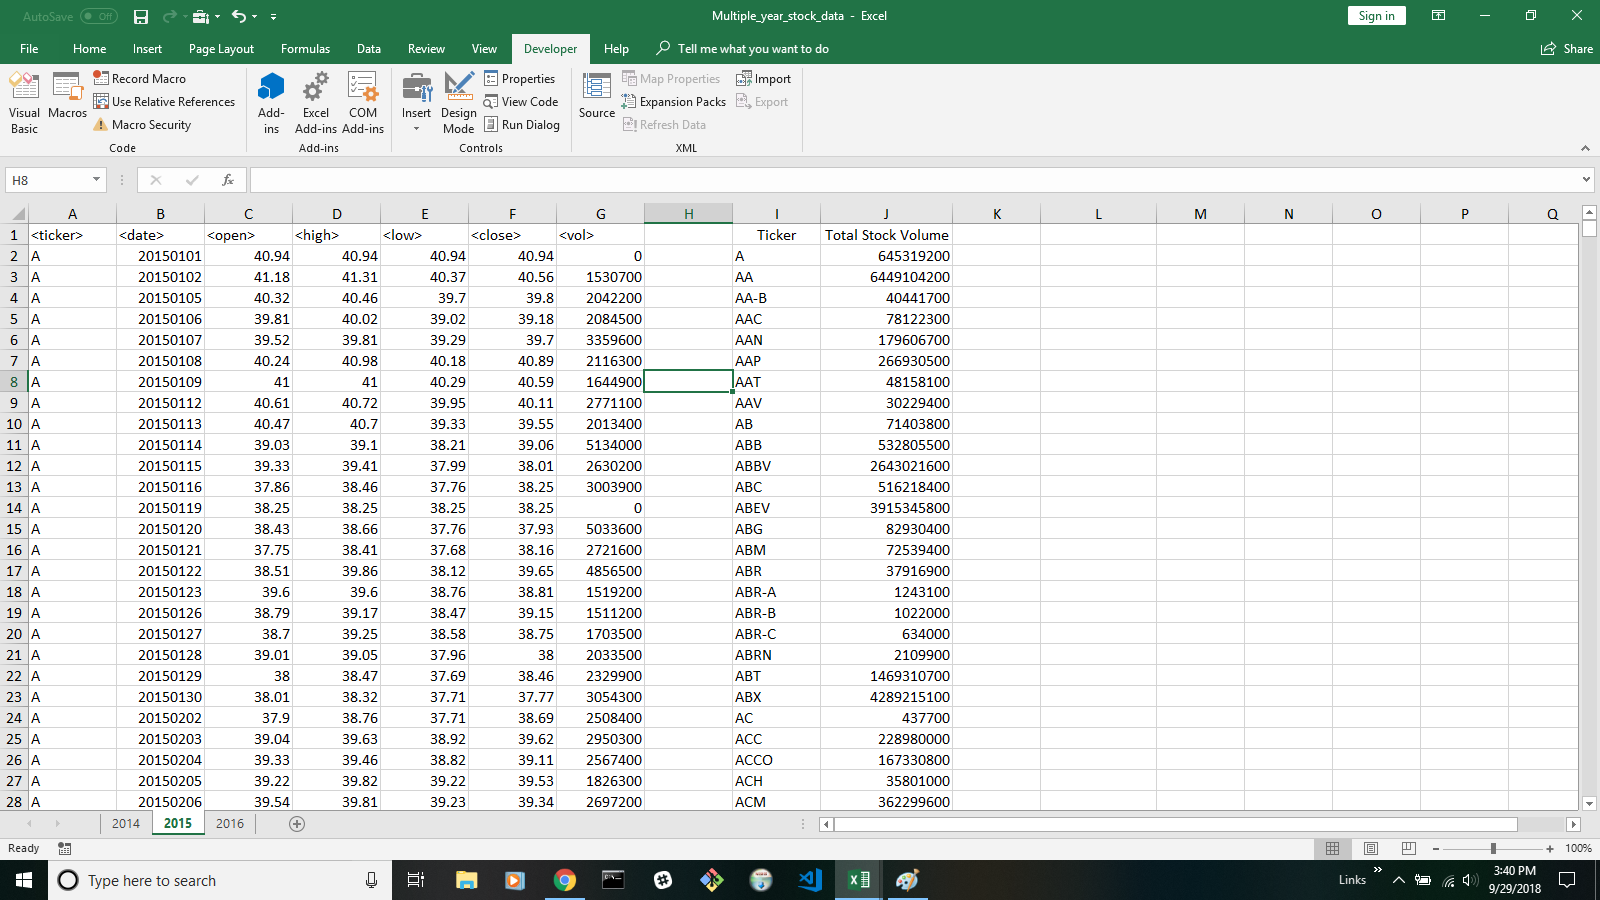 AutoSave Off Multiple_year_stock_data - Excel Sign in
File Home Insert Page Layout Formulas Data Review View Developer Help Tell me what you want to do Share
Visual Basic Macros Record Macro Use Relative References Macro Security Add-ins Excel Add-ins COM Add-ins Insert Design Mode Properties View Code Run Dialog Source Map Properties Expansion Packs Refresh Data Import Export
Code Add-ins Controls XML
H8 fx
A B C D E F G H I J K L M N O P Q
1 <ticker> <date> <open> <high> <low> <close> <vol> Ticker Total Stock Volume
2 A 20150101 40.94 40.94 40.94 40.94 0 A 645319200
3 A 20150102 41.18 41.31 40.37 40.56 1530700 AA 6449104200
4 A 20150105 40.32 40.46 39.7 39.8 2042200 AA-B 40441700
5 A 20150106 39.81 40.02 39.02 39.18 2084500 AAC 78122300
6 A 20150107 39.52 39.81 39.29 39.7 3359600 AAN 179606700
7 A 20150108 40.24 40.98 40.18 40.89 2116300 AAP 266930500
8 A 20150109 41 41 40.29 40.59 1644900 AAT 48158100
9 A 20150112 40.61 40.72 39.95 40.11 2771100 AAV 30229400
10 A 20150113 40.47 40.7 39.33 39.55 2013400 AB 71403800
11 A 20150114 39.03 39.1 38.21 39.06 5134000 ABB 532805500
12 A 20150115 39.33 39.41 37.99 38.01 2630200 ABBV 2643021600
13 A 20150116 37.86 38.46 37.76 38.25 3003900 ABC 516218400
14 A 20150119 38.25 38.25 38.25 38.25 0 ABEV 3915345800
15 A 20150120 38.43 38.66 37.76 37.93 5033600 ABG 82930400
16 A 20150121 37.75 38.41 37.68 38.16 2721600 ABM 72539400
17 A 20150122 38.51 39.86 38.12 39.65 4856500 ABR 37916900
18 A 20150123 39.6 39.6 38.76 38.81 1519200 ABR-A 1243100
19 A 20150126 38.79 39.17 38.47 39.15 1511200 ABR-B 1022000
20 A 20150127 38.7 39.25 38.58 38.75 1703500 ABR-C 634000
21 A 20150128 39.01 39.05 37.96 38 2033500 ABRN 2109900
22 A 20150129 38 38.47 37.69 38.46 2329900 ABT 1469310700
23 A 20150130 38.01 38.32 37.71 37.77 3054300 ABX 4289215100
24 A 20150202 37.9 38.76 37.71 38.69 2508400 AC 437700
25 A 20150203 39.04 39.63 38.92 39.62 2950300 ACC 228980000
26 A 20150204 39.33 39.46 38.82 39.11 2567400 ACCO 167330800
27 A 20150205 39.22 39.82 39.22 39.53 1826300 ACH 35801000
28 A 20150206 39.54 39.81 39.23 39.34 2697200 ACM 362299600
2014 2015 2016
Ready 100%
Type here to search Links 3:40 PM
9/29/2018